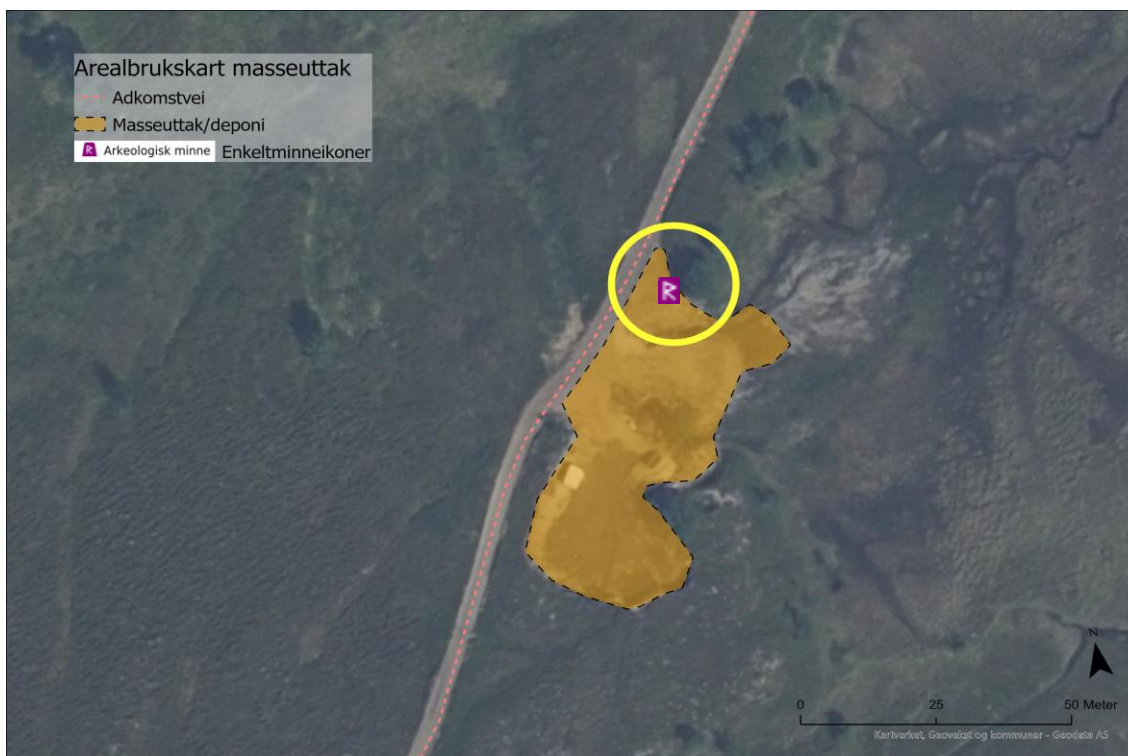 Arealbrukskart masseuttak
Adkomstvei
Masseuttak/deponi
R Arkeologisk minne Enkeltminneikoner
R
N
0 25 50 Meter
Kartverket, Geovekst og kommuner - Geodata AS